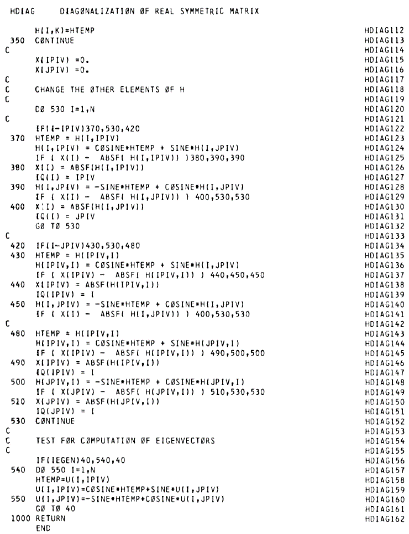 HDIAG DIAGØNALIZATIØN ØF REAL SYMMETRIC MATRIX
H(I,K)=HTEMP HDIAG112
350 CØNTINUE HDIAG113
C HDIAG114
X(IPIV) =0. HDIAG115
X(JPIV) =0. HDIAG116
C HDIAG117
C CHANGE THE ØTHER ELEMENTS ØF H HDIAG118
C HDIAG119
DØ 530 I=1,N HDIAG120
C HDIAG121
IF(I-IPIV)370,530,420 HDIAG122
370 HTEMP = H(I,IPIV) HDIAG123
H(I,IPIV) = CØSINE*HTEMP + SINE*H(I,JPIV) HDIAG124
IF ( X(I) - ABSF( H(I,IPIV)) )380,390,390 HDIAG125
380 X(I) = ABSF(H(I,IPIV)) HDIAG126
IQ(I) = IPIV HDIAG127
390 H(I,JPIV) = -SINE*HTEMP + CØSINE*H(I,JPIV) HDIAG128
IF ( X(I) - ABSF( H(I,JPIV)) ) 400,530,530 HDIAG129
400 X(I) = ABSF(H(I,JPIV)) HDIAG130
IQ(I) = JPIV HDIAG131
GØ TØ 530 HDIAG132
C HDIAG133
420 IF(I-JPIV)430,530,480 HDIAG134
430 HTEMP = H(IPIV,I) HDIAG135
H(IPIV,I) = CØSINE*HTEMP + SINE*H(I,JPIV) HDIAG136
IF ( X(IPIV) - ABSF( H(IPIV,I)) ) 440,450,450 HDIAG137
440 X(IPIV) = ABSF(H(IPIV,I)) HDIAG138
IQ(IPIV) = I HDIAG139
450 H(I,JPIV) = -SINE*HTEMP + CØSINE*H(I,JPIV) HDIAG140
IF ( X(I) - ABSF( H(I,JPIV)) ) 400,530,530 HDIAG141
C HDIAG142
480 HTEMP = H(IPIV,I) HDIAG143
H(IPIV,I) = CØSINE*HTEMP + SINE*H(JPIV,I) HDIAG144
IF ( X(IPIV) - ABSF( H(IPIV,I)) ) 490,500,500 HDIAG145
490 X(IPIV) = ABSF(H(IPIV,I)) HDIAG146
IQ(IPIV) = I HDIAG147
500 H(JPIV,I) = -SINE*HTEMP + CØSINE*H(JPIV,I) HDIAG148
IF ( X(JPIV) - ABSF( H(JPIV,I)) ) 510,530,530 HDIAG149
510 X(JPIV) = ABSF(H(JPIV,I)) HDIAG150
IQ(JPIV) = I HDIAG151
530 CØNTINUE HDIAG152
C HDIAG153
C TEST FØR CØMPUTATIØN ØF EIGENVECTØRS HDIAG154
C HDIAG155
IF(IEGEN)40,540,40 HDIAG156
540 DØ 550 I=1,N HDIAG157
HTEMP=U(I,IPIV) HDIAG158
U(I,IPIV)=CØSINE*HTEMP+SINE*U(I,JPIV) HDIAG159
550 U(I,JPIV)=-SINE*HTEMP+CØSINE*U(I,JPIV) HDIAG160
GØ TØ 40 HDIAG161
1000 RETURN HDIAG162
END